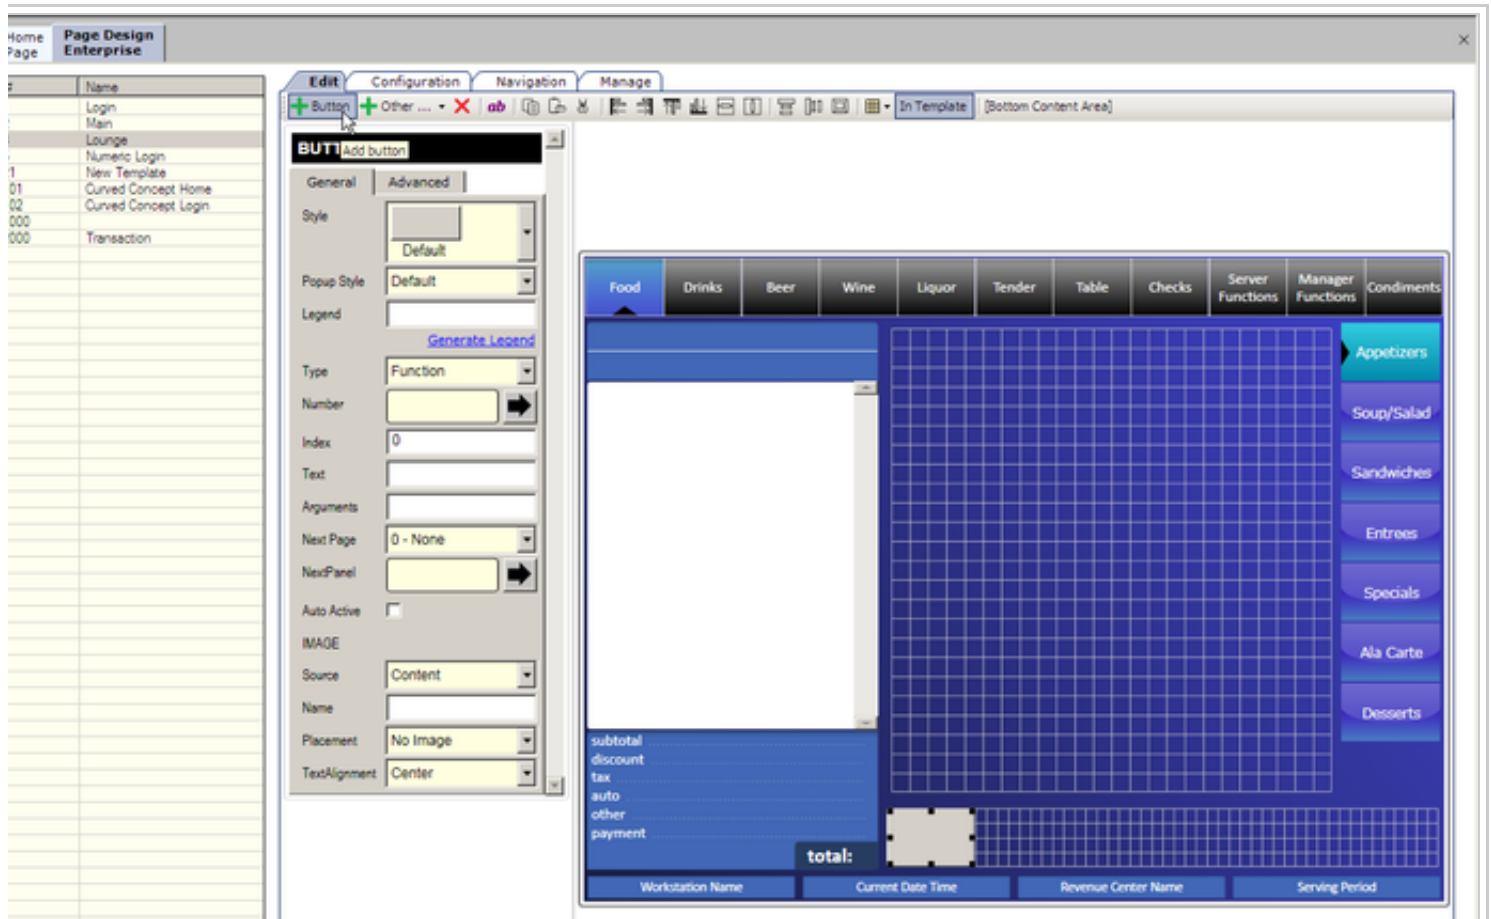 Home Page
Page Design Enterprise
Name
Login
Main
Lounge
Numeric Login
New Template
01 Curved Concept Home
02 Curved Concept Login
000
000 Transaction
Edit Configuration Navigation Manage
Button Other ... ab In Template [Bottom Content Area]
Add button
General Advanced
Style
Default
Popup Style Default
Legend
Generate Legend
Type Function
Number
Index 0
Text
Arguments
Next Page 0 - None
NextPanel
Auto Active
IMAGE
Source Content
Name
Placement No Image
TextAlignment Center
Food Drinks Beer Wine Liquor Tender Table Checks Server Functions Manager Functions Condiments
Appetizers
Soup/Salad
Sandwiches
Entrees
Specials
Ala Carte
Desserts
subtotal
discount
tax
auto
other
payment
total:
Workstation Name Current Date Time Revenue Center Name Serving Period